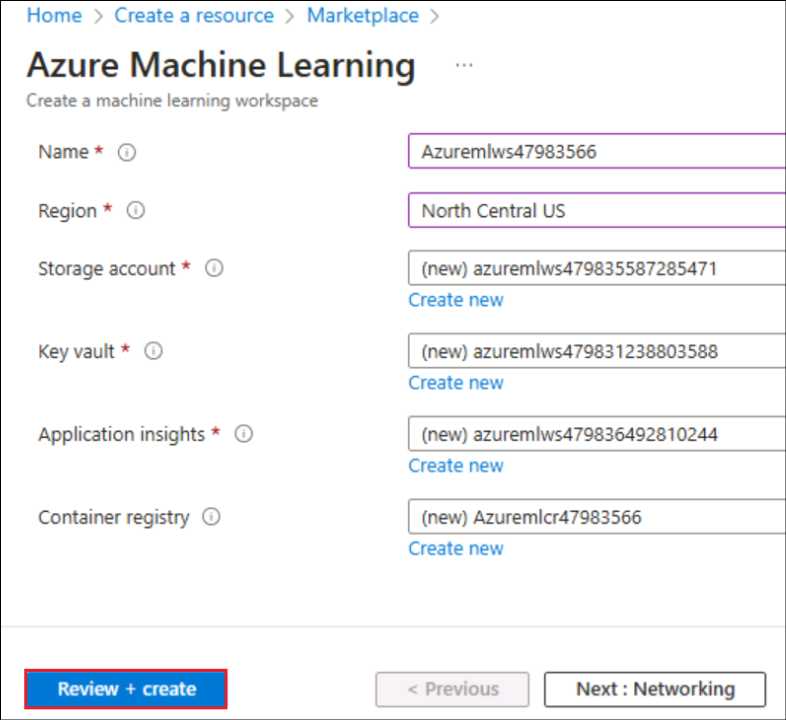 Home > Create a resource > Marketplace >
Azure Machine Learning ...
Create a machine learning workspace
Name * Azuremlws47983566
Region * North Central US
Storage account * (new) azuremlws479835587285471
Create new
Key vault * (new) azuremlws479831238803588
Create new
Application insights * (new) azuremlws479836492810244
Create new
Container registry (new) Azuremlcr47983566
Create new
Review + create < Previous Next : Networking